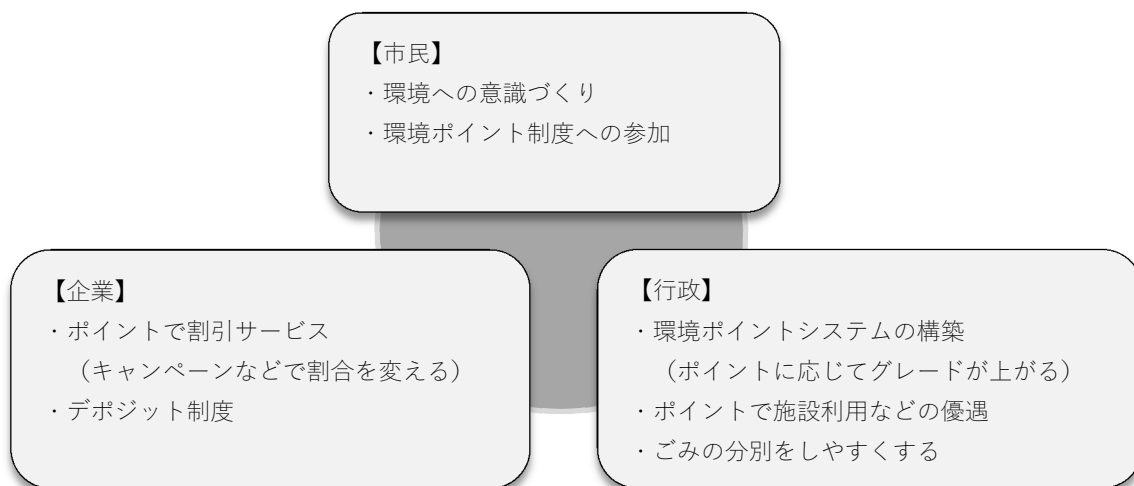 【市民】
・環境への意識づくり
・環境ポイント制度への参加
【企業】
・ポイントで割引サービス
（キャンペーンなどで割合を変える）
・デポジット制度
【行政】
・環境ポイントシステムの構築
（ポイントに応じてグレードが上がる）
・ポイントで施設利用などの優遇
・ごみの分別をしやすくする